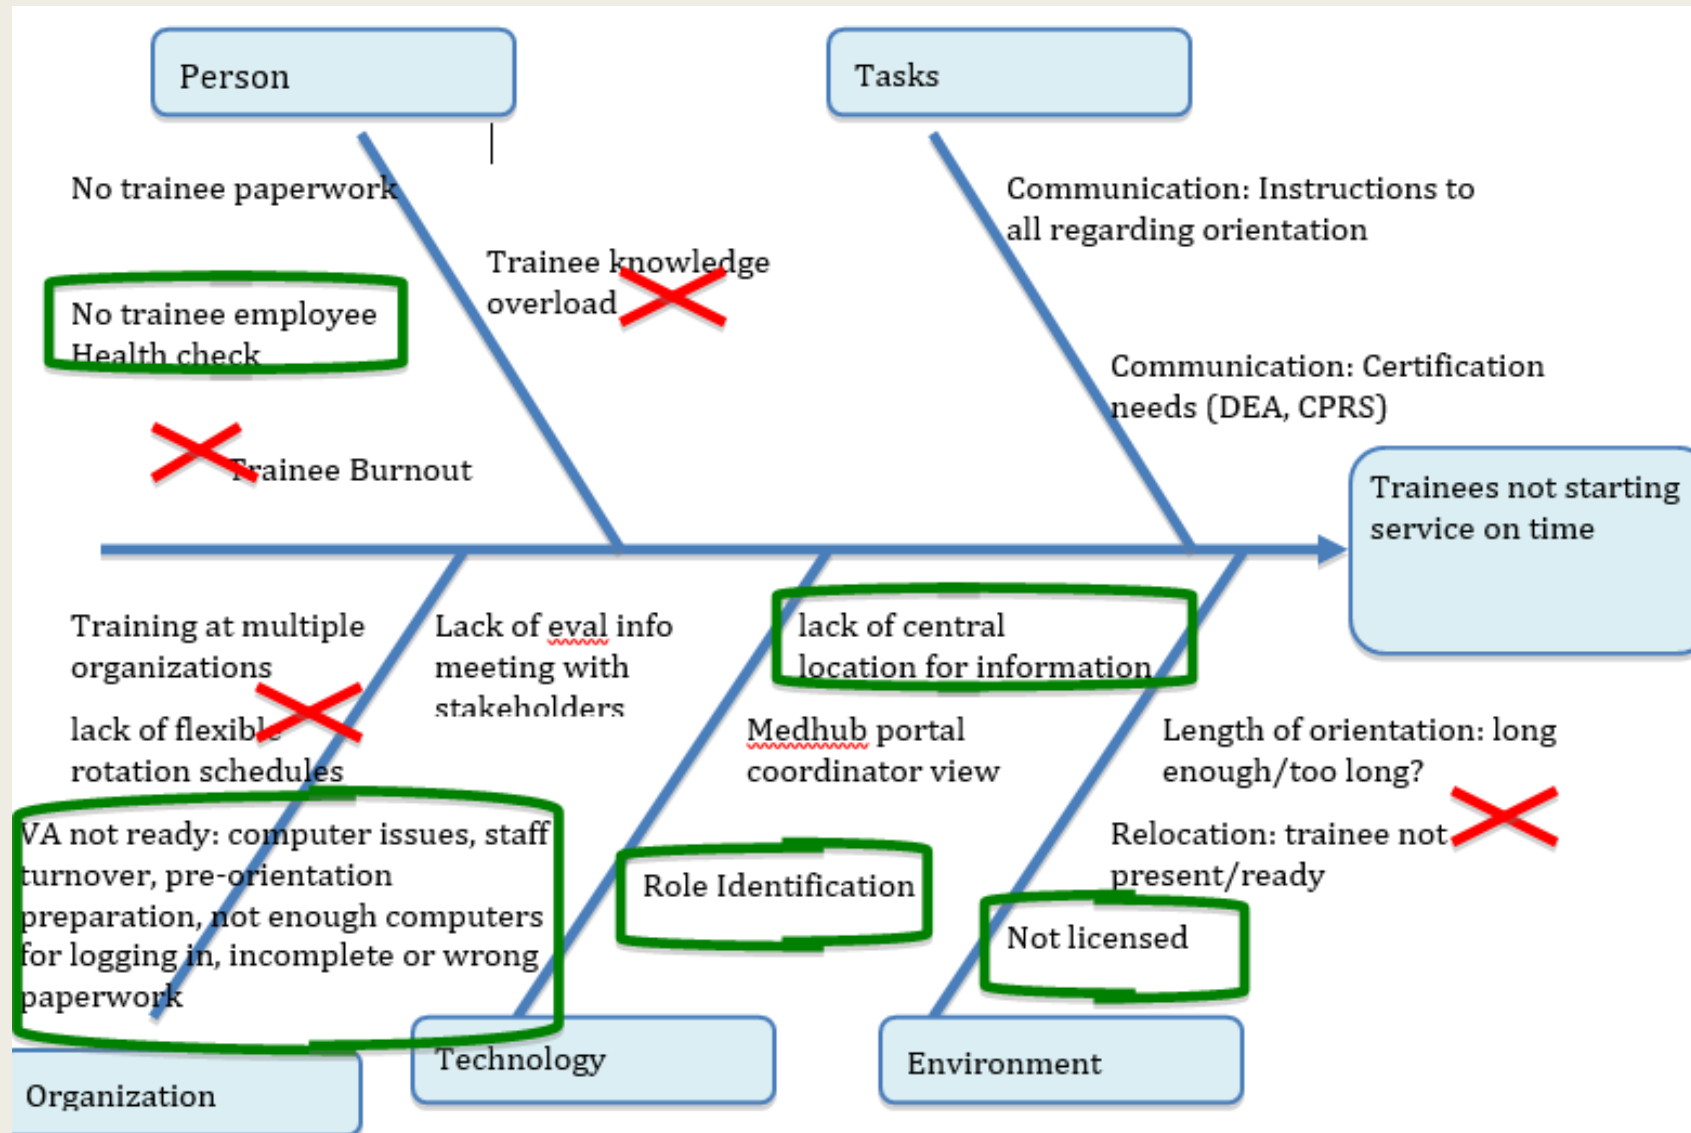 Person
Tasks
No trainee paperwork
Trainee knowledge
overload
No trainee employee
Health check
Trainee Burnout
Communication: Instructions to
all regarding orientation
Communication: Certification
needs (DEA, CPRS)
Trainees not starting
service on time
Training at multiple
organizations
lack of flexible
rotation schedules
VA not ready: computer issues, staff
turnover, pre-orientation
preparation, not enough computers
for logging in, incomplete or wrong
paperwork
Lack of eval info
meeting with
stakeholders
lack of central
location for information
Medhub portal
coordinator view
Role Identification
Length of orientation: long
enough/too long?
Relocation: trainee not
present/ready
Not licensed
Organization
Technology
Environment